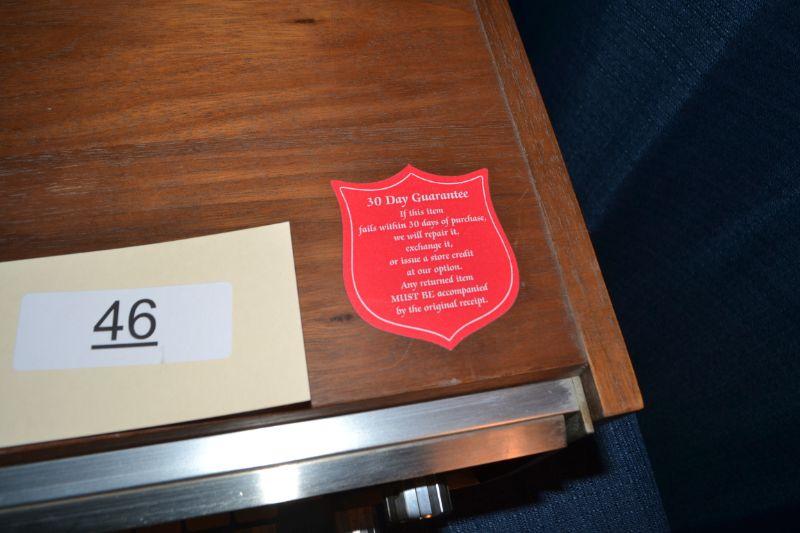 30 Day Guarantee
If this item
fails within 30 days of purchase,
we will repair it,
exchange it,
or issue a store credit
at our option.
Any returned item
MUST BE accompanied
by the original receipt.
46